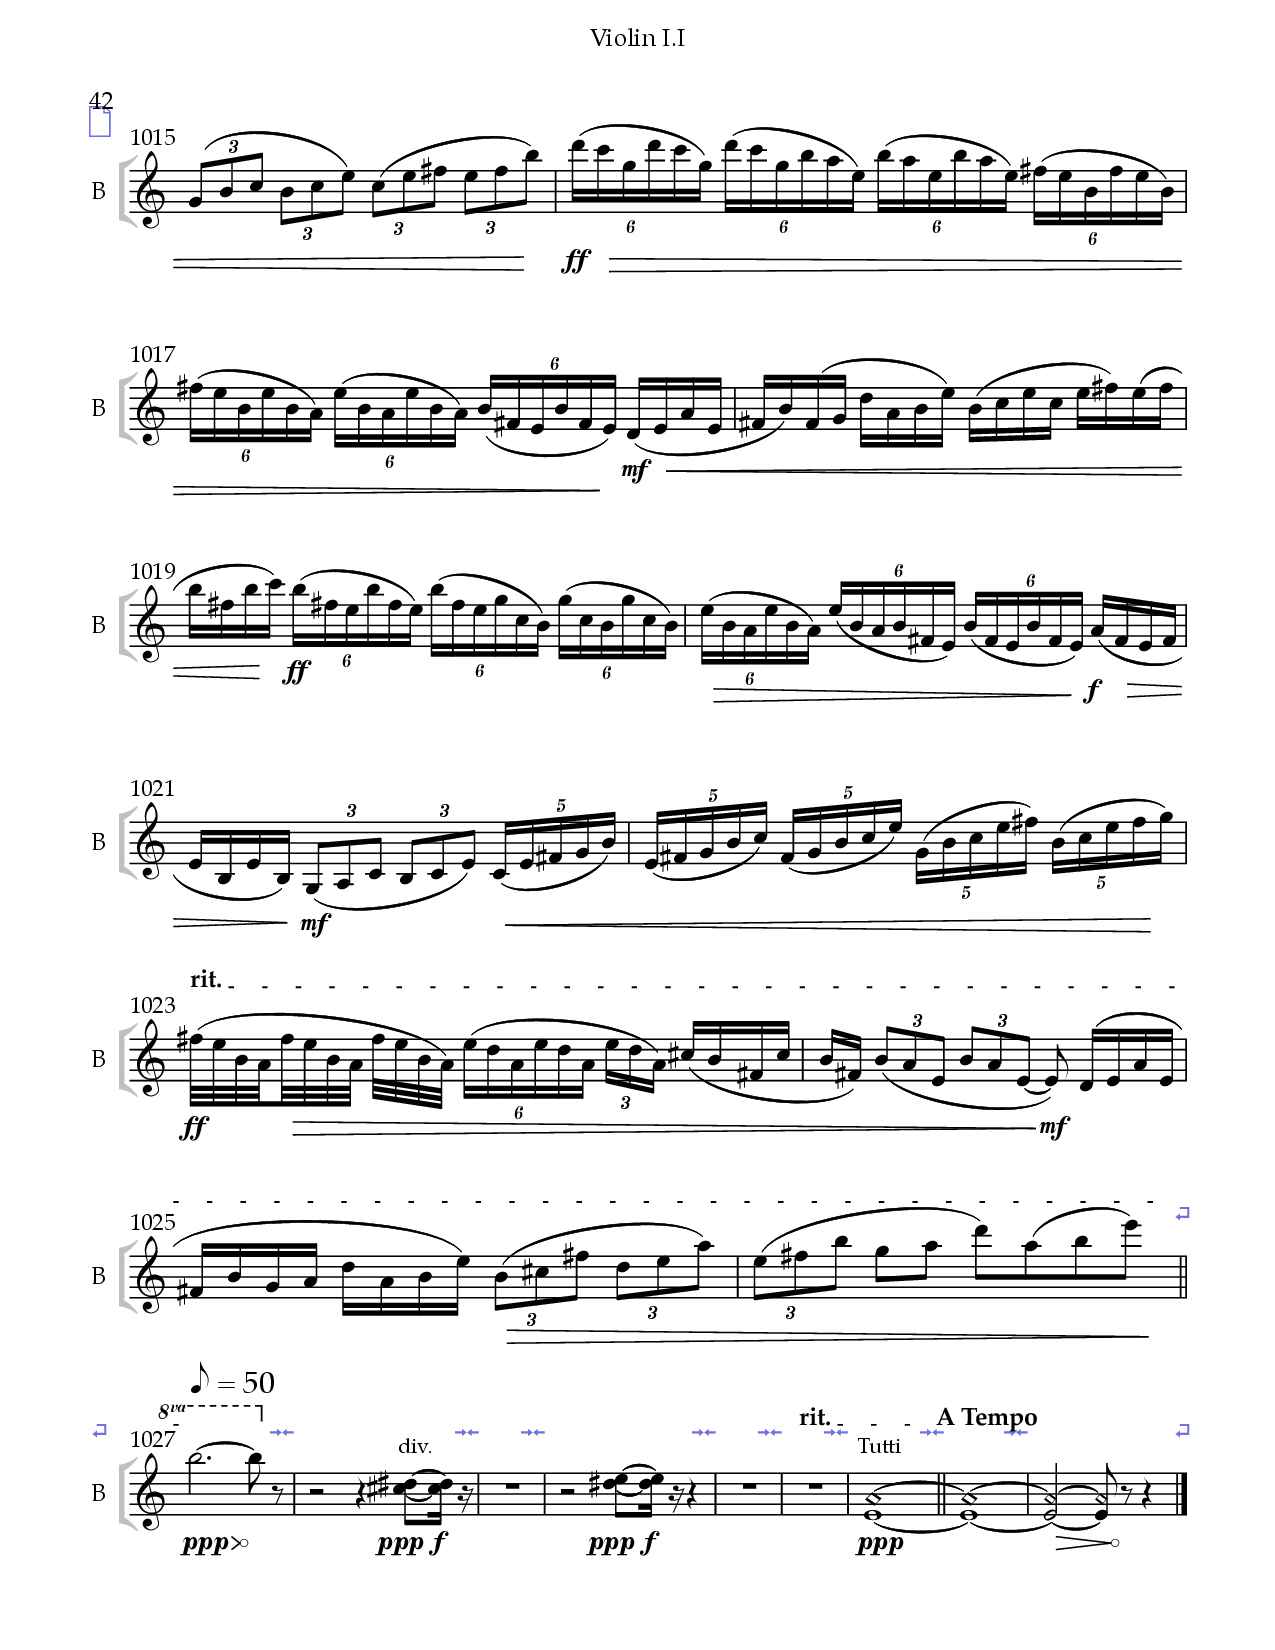 Violin I.I
42
1015
3
B
3 3 3
6 6 6 6
ff
1017
6
B
6 6
mf
1019
6 6
B
6 6 6
6
ff
f
1021
3 3 5 5 5
B
5 5
mf
rit.
1023
3 3
B
3
6
ff mf
1025
B
3 3 3
= 50
8va
rit. A Tempo
1027
div. Tutti
B
ppp ppp f ppp f ppp